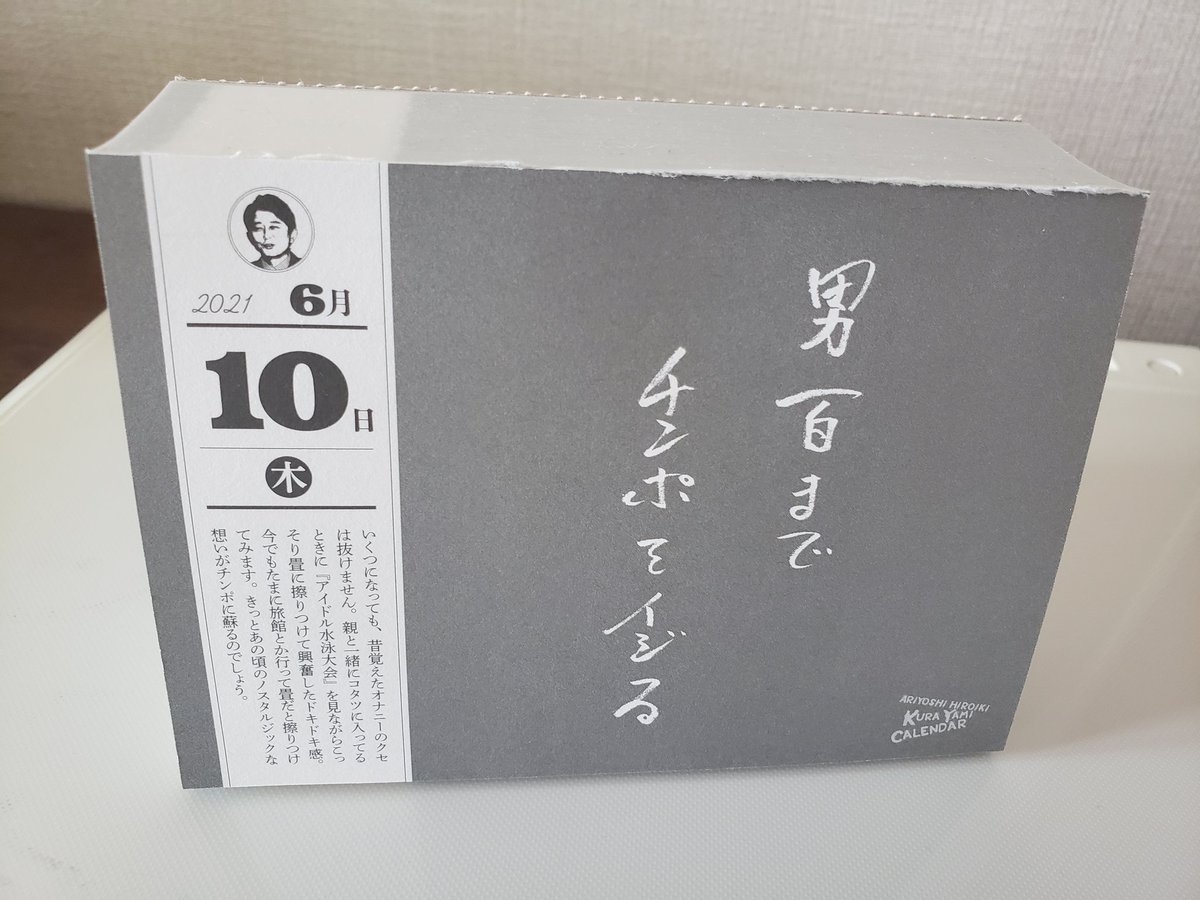 2021 6月
10日
木
いくつになっても、昔覚えたオナニーのクセ
は抜けません。親と一緒にコタツに入ってる
ときに『アイドル水泳大会』を見ながらこっ
そり畳に擦りつけて興奮したドキドキ感。
今でもたまに旅館とか行って畳だと擦りつけ
てみます。きっとあの頃のノスタルジックな
想いがチンポに蘇るのでしょう。
男百まで
チンポをイジる
ARIYOSHI HIROIKI
KURA YAMI
CALENDAR